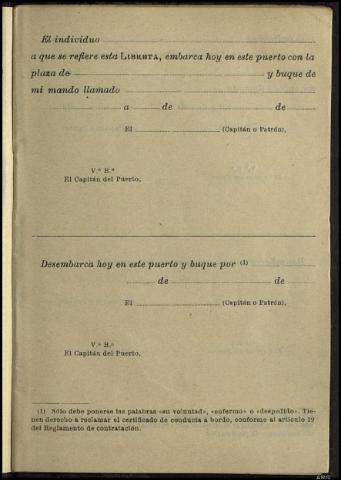 El individuo
a que se refiere esta LIBRETA, embarca hoy en este puerto con la
plaza de y buque de
mi mando llamado
a de de
El (Capitán o Patrón),
V.º B.º
El Capitán del Puerto,
Desembarca hoy en este puerto y buque por (1)
de de
El (Capitán o Patrón),
V.º B.º
El Capitán del Puerto,
(1) Sólo debe ponerse las palabras «su voluntad», «enfermo» o «despedido». Tie-
nen derecho a reclamar el certificado de conducta a bordo, conforme al artículo 19
del Reglamento de contratación.